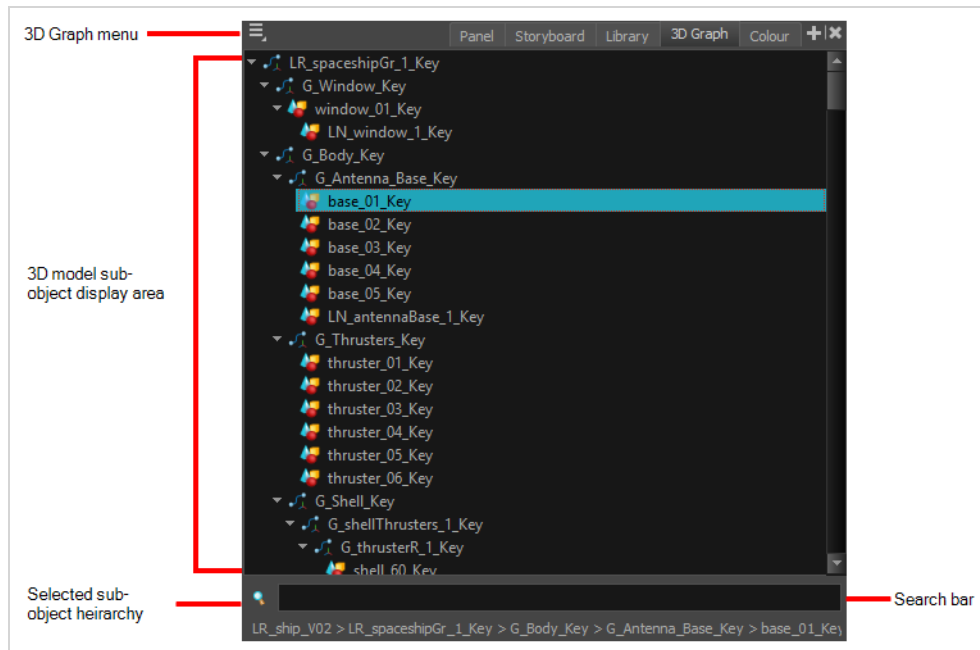 3D Graph menu
Panel Storyboard Library 3D Graph Colour
LR_spaceshipGr_1_Key
G_Window_Key
window_01_Key
LN_window_1_Key
G_Body_Key
G_Antenna_Base_Key
base_01_Key
base_02_Key
base_03_Key
base_04_Key
base_05_Key
LN_antennaBase_1_Key
G_Thrusters_Key
thruster_01_Key
thruster_02_Key
thruster_03_Key
thruster_04_Key
thruster_05_Key
thruster_06_Key
G_Shell_Key
G_shellThrusters_1_Key
G_thrusterR_1_Key
shell_60_Key
3D model sub-
object display area
Selected sub-
object heirarchy
Search bar
LR_ship_V02 > LR_spaceshipGr_1_Key > G_Body_Key > G_Antenna_Base_Key > base_01_Key